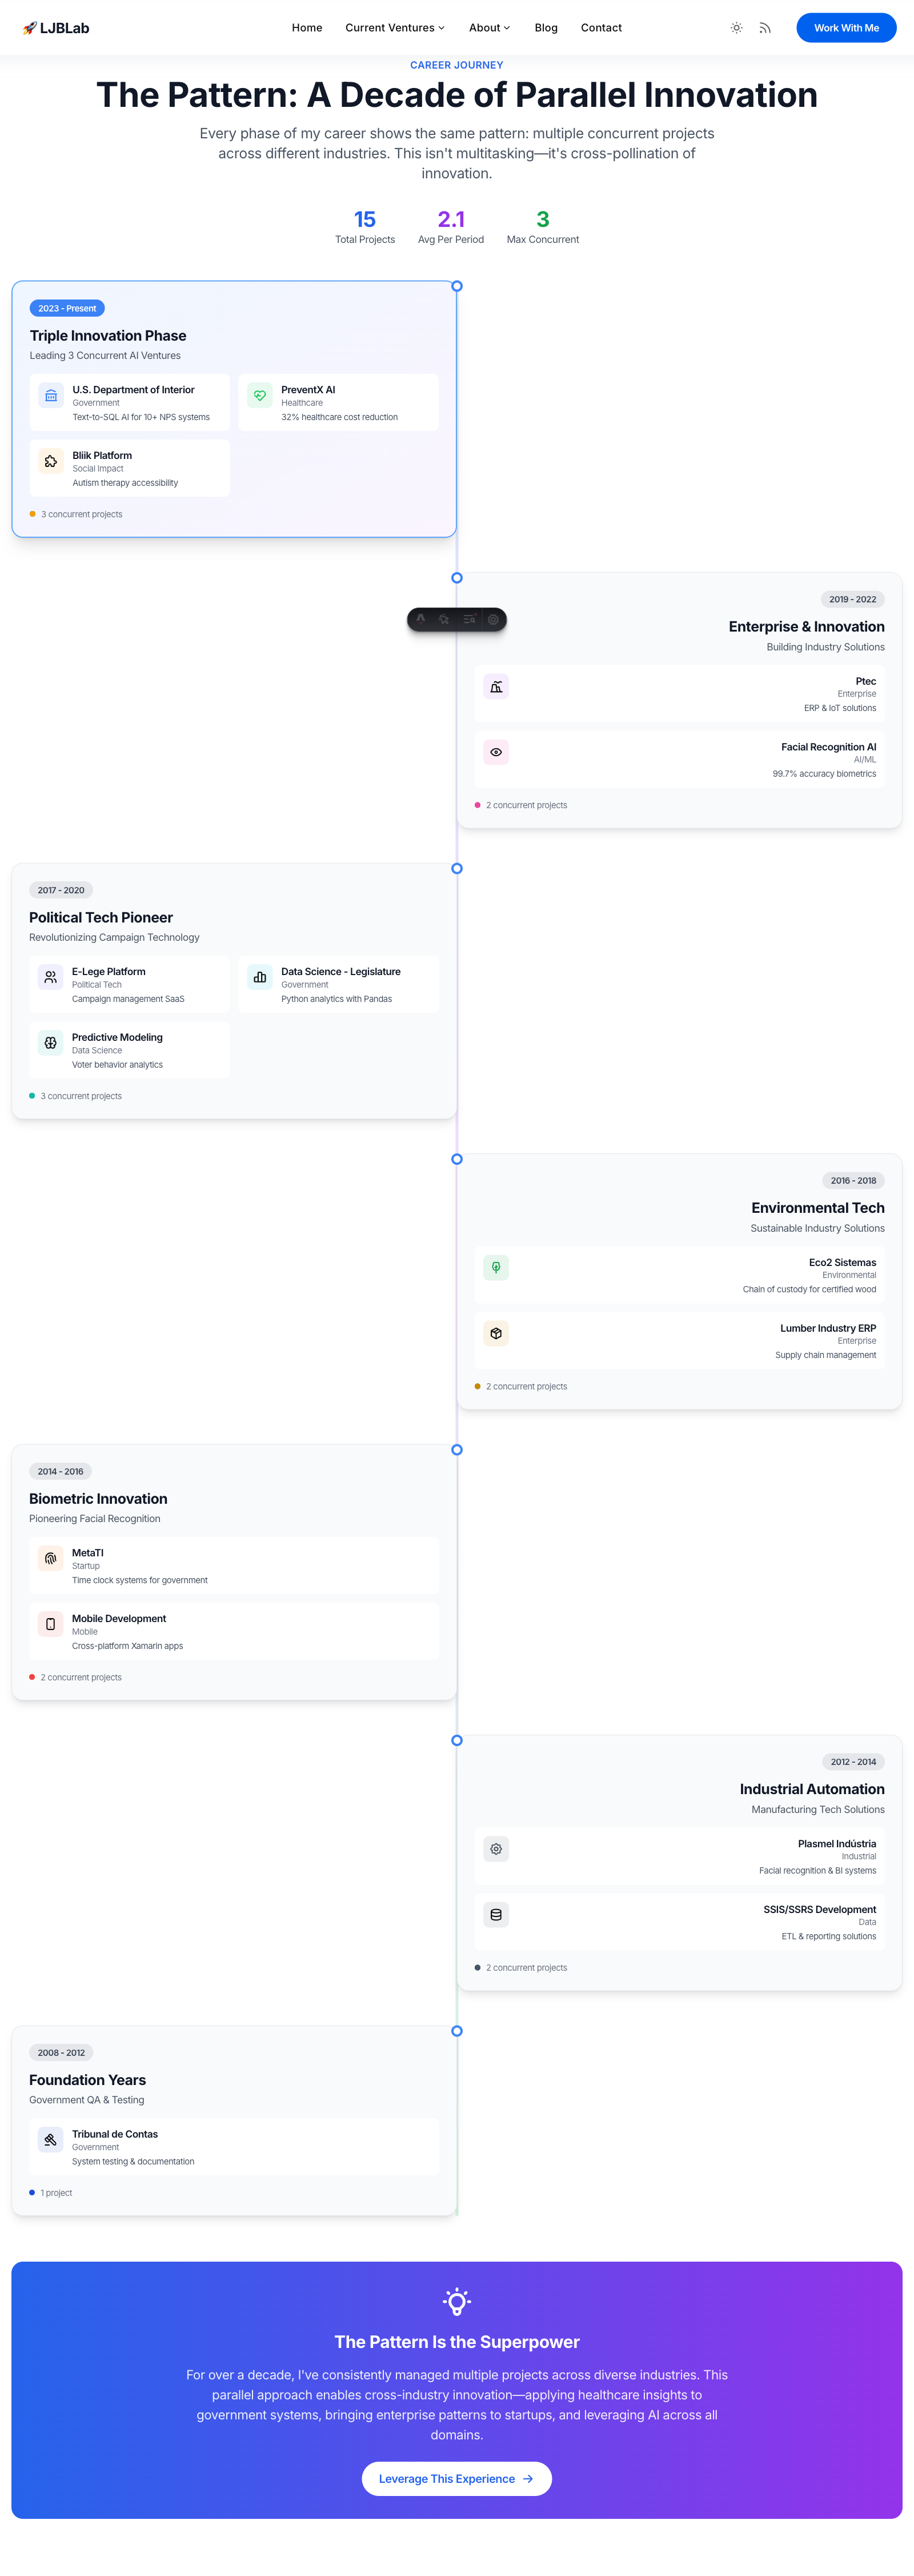 🚀 LJBLab
Home
Current Ventures
About
Blog
Contact
Work With Me
CAREER JOURNEY
The Pattern: A Decade of Parallel Innovation
Every phase of my career shows the same pattern: multiple concurrent projects
across different industries. This isn't multitasking—it's cross-pollination of
innovation.
15
Total Projects
2.1
Avg Per Period
3
Max Concurrent
2023 - Present
Triple Innovation Phase
Leading 3 Concurrent AI Ventures
U.S. Department of Interior
Government
Text-to-SQL AI for 10+ NPS systems
PreventX AI
Healthcare
32% healthcare cost reduction
Bliik Platform
Social Impact
Autism therapy accessibility
3 concurrent projects
2019 - 2022
Enterprise & Innovation
Building Industry Solutions
Ptec
Enterprise
ERP & IoT solutions
Facial Recognition AI
AI/ML
99.7% accuracy biometrics
2 concurrent projects
2017 - 2020
Political Tech Pioneer
Revolutionizing Campaign Technology
E-Lege Platform
Political Tech
Campaign management SaaS
Data Science - Legislature
Government
Python analytics with Pandas
Predictive Modeling
Data Science
Voter behavior analytics
3 concurrent projects
2016 - 2018
Environmental Tech
Sustainable Industry Solutions
Eco2 Sistemas
Environmental
Chain of custody for certified wood
Lumber Industry ERP
Enterprise
Supply chain management
2 concurrent projects
2014 - 2016
Biometric Innovation
Pioneering Facial Recognition
MetaTI
Startup
Time clock systems for government
Mobile Development
Mobile
Cross-platform Xamarin apps
2 concurrent projects
2012 - 2014
Industrial Automation
Manufacturing Tech Solutions
Plasmel Indústria
Industrial
Facial recognition & BI systems
SSIS/SSRS Development
Data
ETL & reporting solutions
2 concurrent projects
2008 - 2012
Foundation Years
Government QA & Testing
Tribunal de Contas
Government
System testing & documentation
1 project
The Pattern Is the Superpower
For over a decade, I've consistently managed multiple projects across diverse industries. This
parallel approach enables cross-industry innovation—applying healthcare insights to
government systems, bringing enterprise patterns to startups, and leveraging AI across all
domains.
Leverage This Experience →